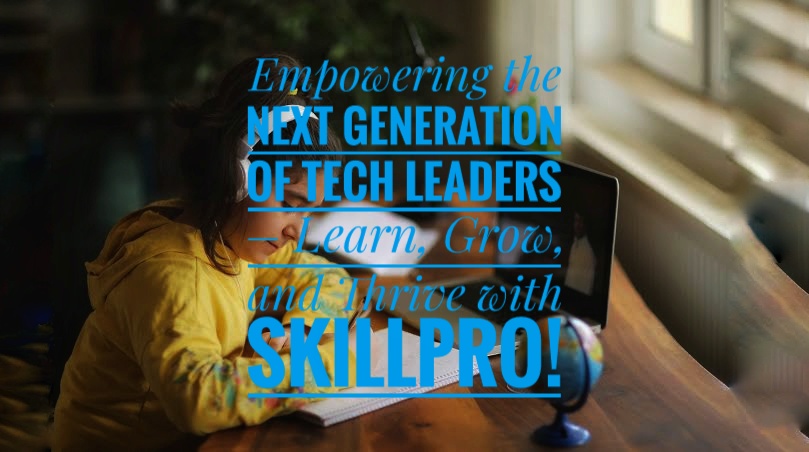 Empowering the
NEXT GENERATION
OF TECH LEADERS
— Learn, Grow,
and Thrive with
SKILLPRO!